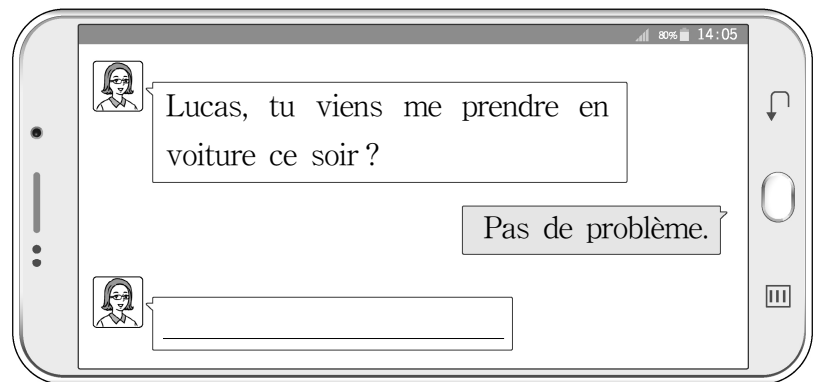 80% 14:05
Lucas, tu viens me prendre en
voiture ce soir ?
Pas de problème.